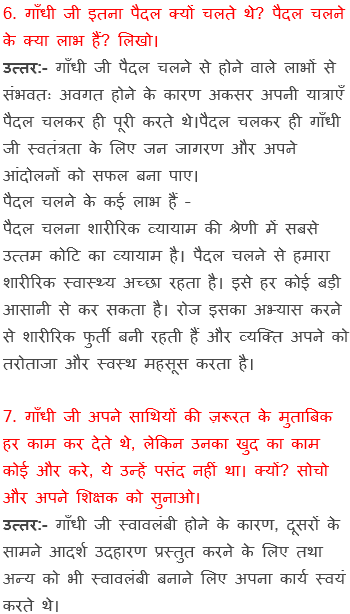 6. गाँधी जी इतना पैदल क्यों चलते थे? पैदल चलने
के क्या लाभ हैं? लिखो।
उत्तर:- गाँधी जी पैदल चलने से होने वाले लाभों से
संभवतः अवगत होने के कारण अकसर अपनी यात्राएँ
पैदल चलकर ही पूरी करते थे।पैदल चलकर ही गाँधी
जी स्वतंत्रता के लिए जन जागरण और अपने
आंदोलनों को सफल बना पाए।
पैदल चलने के कई लाभ हैं –
पैदल चलना शारीरिक व्यायाम की श्रेणी में सबसे
उत्तम कोटि का व्यायाम है। पैदल चलने से हमारा
शारीरिक स्वास्थ्य अच्छा रहता है। इसे हर कोई बड़ी
आसानी से कर सकता है। रोज इसका अभ्यास करने
से शारीरिक फुर्ती बनी रहती हैं और व्यक्ति अपने को
तरोताजा और स्वस्थ महसूस करता है।
7. गाँधी जी अपने साथियों की ज़रूरत के मुताबिक
हर काम कर देते थे, लेकिन उनका खुद का काम
कोई और करे, ये उन्हें पसंद नहीं था। क्यों? सोचो
और अपने शिक्षक को सुनाओ।
उत्तर:- गाँधी जी स्वावलंबी होने के कारण, दूसरों के
सामने आदर्श उदहारण प्रस्तुत करने के लिए तथा
अन्य को भी स्वावलंबी बनाने लिए अपना कार्य स्वयं
करते थे।